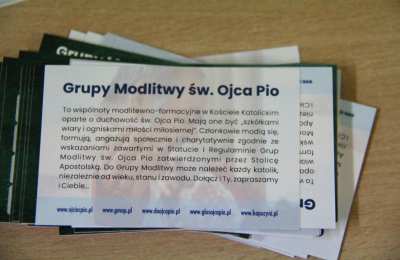 Grupy Modlitwy św. Ojca Pio
To wspólnoty modlitewno-formacyjne w Kościele Katolickim
oparte o duchowość św. Ojca Pio. Mają one być „szkółkami
wiary i ogniskami miłości miłosiernej". Członkowie modlą się,
formują, angażują społecznie i charytatywnie zgodnie ze
wskazaniami zawartymi w Statucie i Regulaminie Grup
Modlitwy św. Ojca Pio zatwierdzonymi przez Stolicę
Apostolską. Do Grupy Modlitwy może należeć każdy katolik,
niezależnie od wieku, stanu i zawodu. Dołącz i Ty, zapraszamy
i Ciebie...
www.ojciecpio.pl www.gmop.pl www.doojcapio.pl www.glosojcapio.pl www.kapucyni.pl